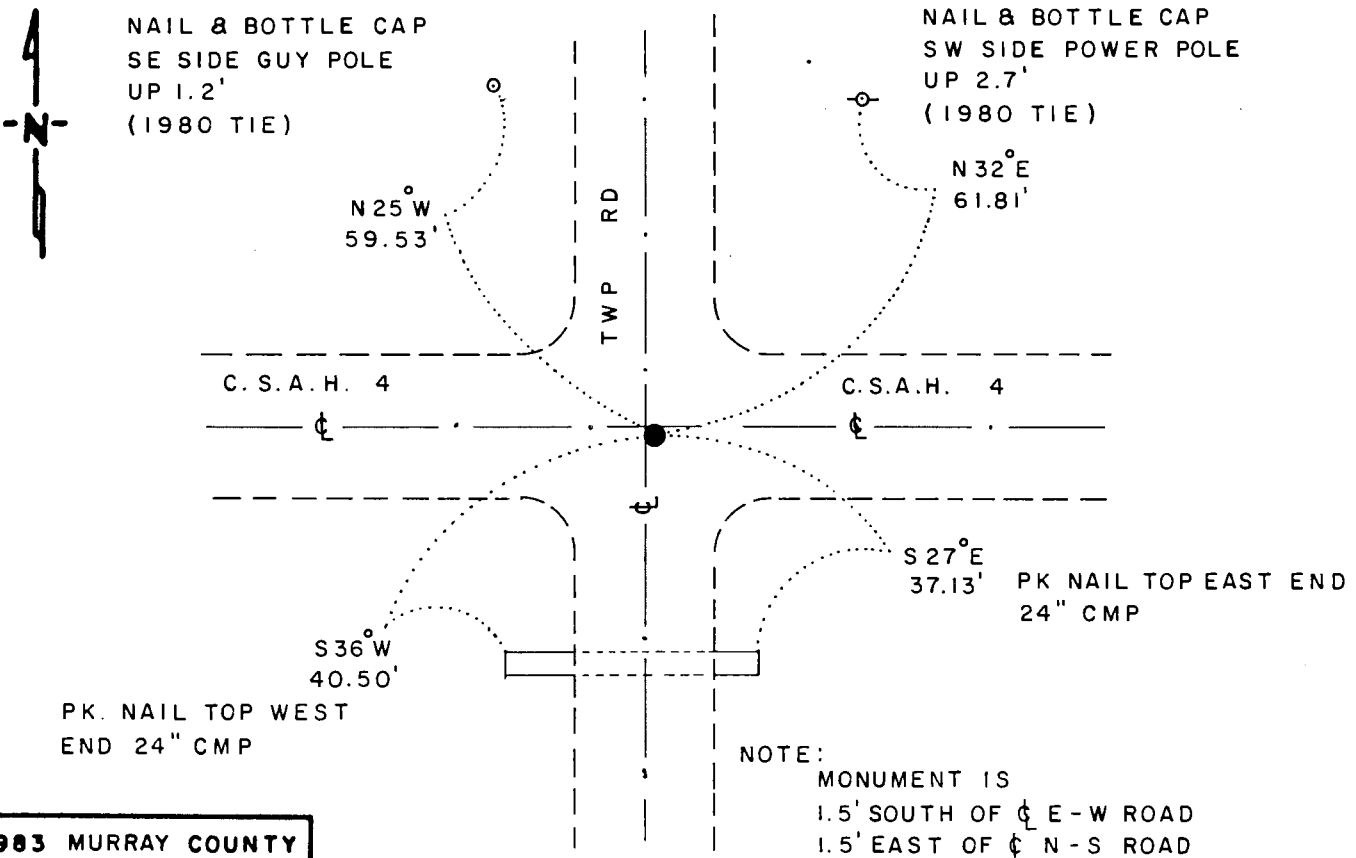 NAIL & BOTTLE CAP
SE SIDE GUY POLE
UP 1.2'
(1980 TIE)
NAIL & BOTTLE CAP
SW SIDE POWER POLE
UP 2.7'
(1980 TIE)
-N-
N 25°W
59.53'
N 32°E
61.81'
TWP RD
C.S.A.H. 4
C.S.A.H. 4
℄
℄
℄
S 27°E
37.13'
PK NAIL TOP EAST END
24" CMP
S 36°W
40.50'
PK. NAIL TOP WEST
END 24" CMP
NOTE:
MONUMENT IS
1.5' SOUTH OF ℄ E-W ROAD
1.5' EAST OF ℄ N-S ROAD
983 MURRAY COUNTY